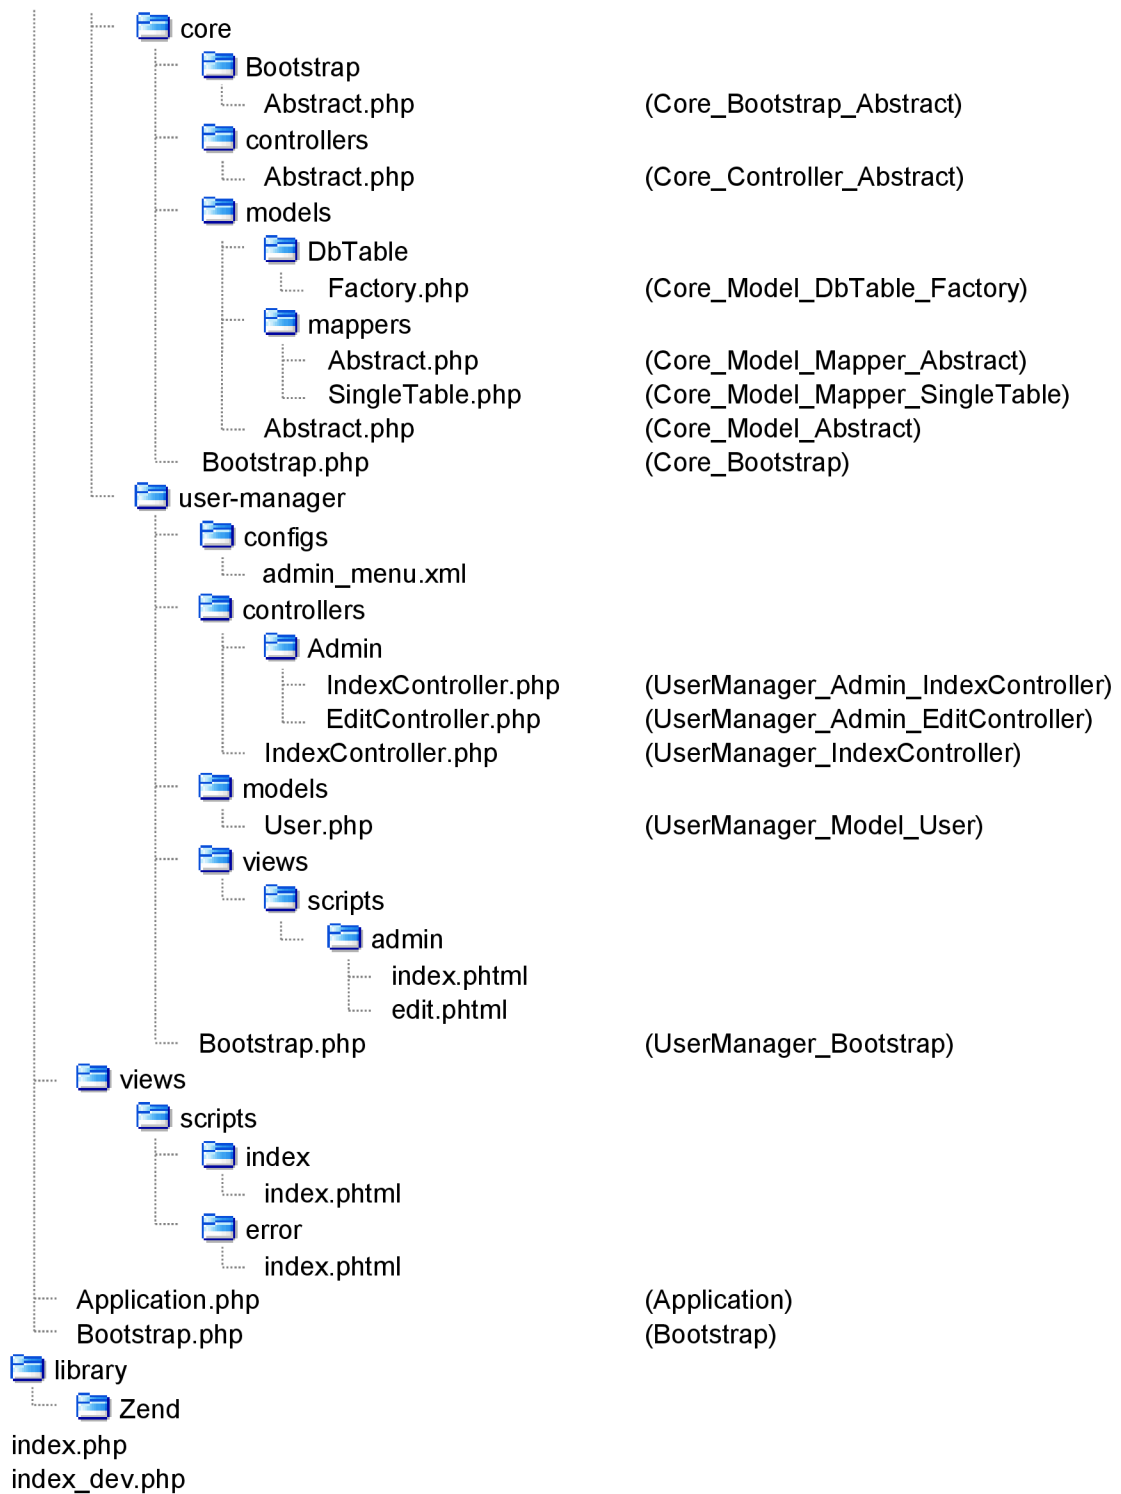 core
Bootstrap
Abstract.php (Core_Bootstrap_Abstract)
controllers
Abstract.php (Core_Controller_Abstract)
models
DbTable
Factory.php (Core_Model_DbTable_Factory)
mappers
Abstract.php (Core_Model_Mapper_Abstract)
SingleTable.php (Core_Model_Mapper_SingleTable)
Abstract.php (Core_Model_Abstract)
Bootstrap.php (Core_Bootstrap)
user-manager
configs
admin_menu.xml
controllers
Admin
IndexController.php (UserManager_Admin_IndexController)
EditController.php (UserManager_Admin_EditController)
IndexController.php (UserManager_IndexController)
models
User.php (UserManager_Model_User)
views
scripts
admin
index.phtml
edit.phtml
Bootstrap.php (UserManager_Bootstrap)
views
scripts
index
index.phtml
error
index.phtml
Application.php (Application)
Bootstrap.php (Bootstrap)
library
Zend
index.php
index_dev.php